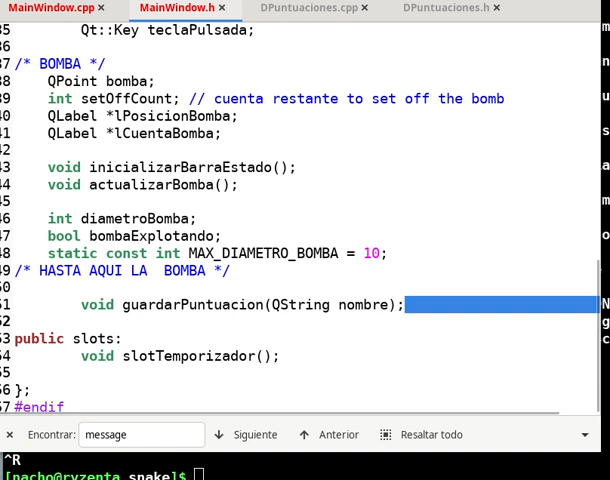 MainWindow.cpp × MainWindow.h × DPuntuaciones.cpp × DPuntuaciones.h ×
35 Qt::Key teclaPulsada;
36
37 /* BOMBA */
38 QPoint bomba;
39 int setOffCount; // cuenta restante to set off the bomb
40 QLabel *lPosicionBomba;
41 QLabel *lCuentaBomba;
42
43 void inicializarBarraEstado();
44 void actualizarBomba();
45
46 int diametroBomba;
47 bool bombaExplotando;
48 static const int MAX_DIAMETRO_BOMBA = 10;
49 /* HASTA AQUI LA  BOMBA */
50
51 void guardarPuntuacion(QString nombre);
52
53 public slots:
54 void slotTemporizador();
55
56 };
57 #endif
× Encontrar: message Siguiente Anterior Resaltar todo
^R
[nacho@ryzenta snake]$